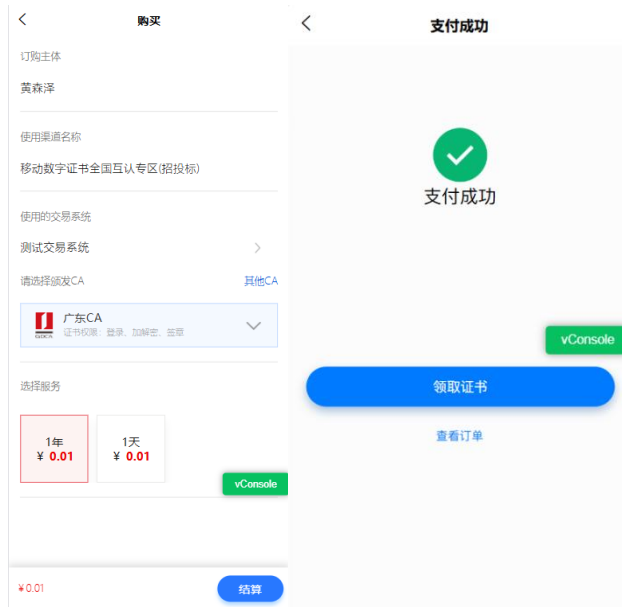 购买
订购主体
黄森泽
使用渠道名称
移动数字证书全国互认专区(招投标)
使用的交易系统
测试交易系统
请选择颁发CA
其他CA
广东CA
证书权限：登录、加解密、签章
GDCA
选择服务
1年
¥ 0.01
1天
¥ 0.01
vConsole
¥0.01
结算
支付成功
支付成功
vConsole
领取证书
查看订单